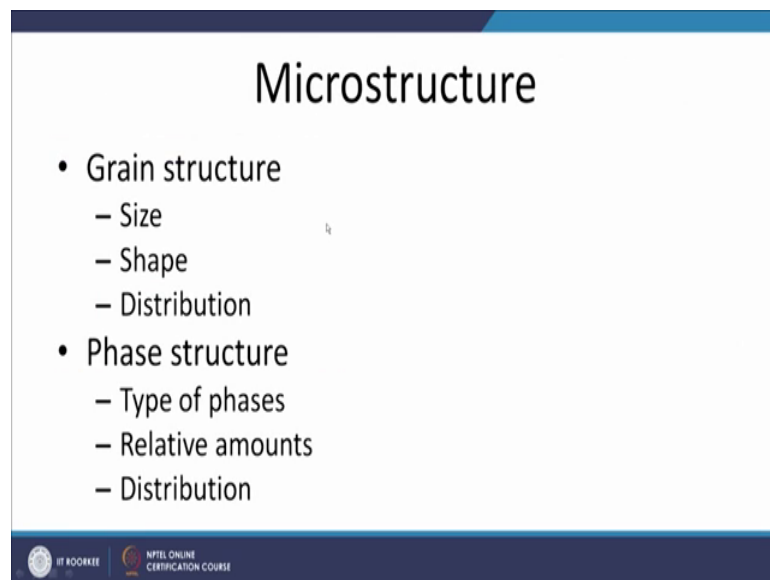 Microstructure
• Grain structure
– Size
– Shape
– Distribution
• Phase structure
– Type of phases
– Relative amounts
– Distribution
IIT ROORKEE
NPTEL ONLINE
CERTIFICATION COURSE